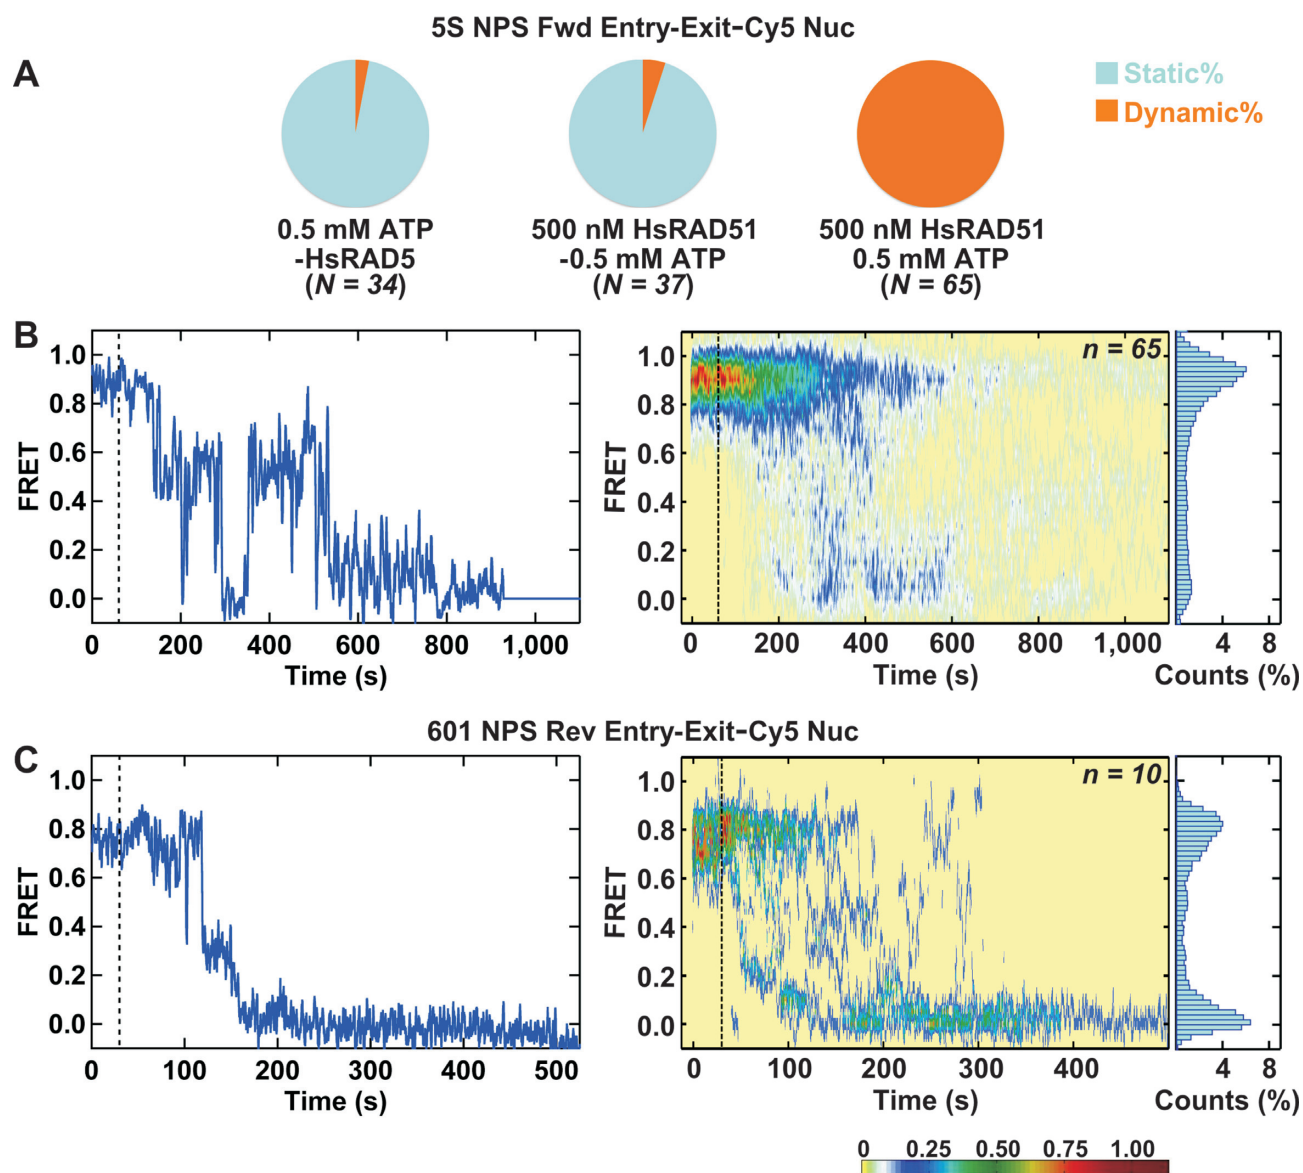 5S NPS Fwd Entry-Exit-Cy5 Nuc
A
Static%
Dynamic%
0.5 mM ATP
-HsRAD5
(N = 34)
500 nM HsRAD51
-0.5 mM ATP
(N = 37)
500 nM HsRAD51
0.5 mM ATP
(N = 65)
B
FRET
1.0
0.8
0.6
0.4
0.2
0.0
0 200 400 600 800 1,000
Time (s)
n = 65
FRET
1.0
0.8
0.6
0.4
0.2
0.0
0 200 400 600 800 1,000
Time (s)
4 8
Counts (%)
601 NPS Rev Entry-Exit-Cy5 Nuc
C
FRET
1.0
0.8
0.6
0.4
0.2
0.0
0 100 200 300 400 500
Time (s)
n = 10
FRET
1.0
0.8
0.6
0.4
0.2
0.0
0 100 200 300 400
Time (s)
4 8
Counts (%)
0 0.25 0.50 0.75 1.00